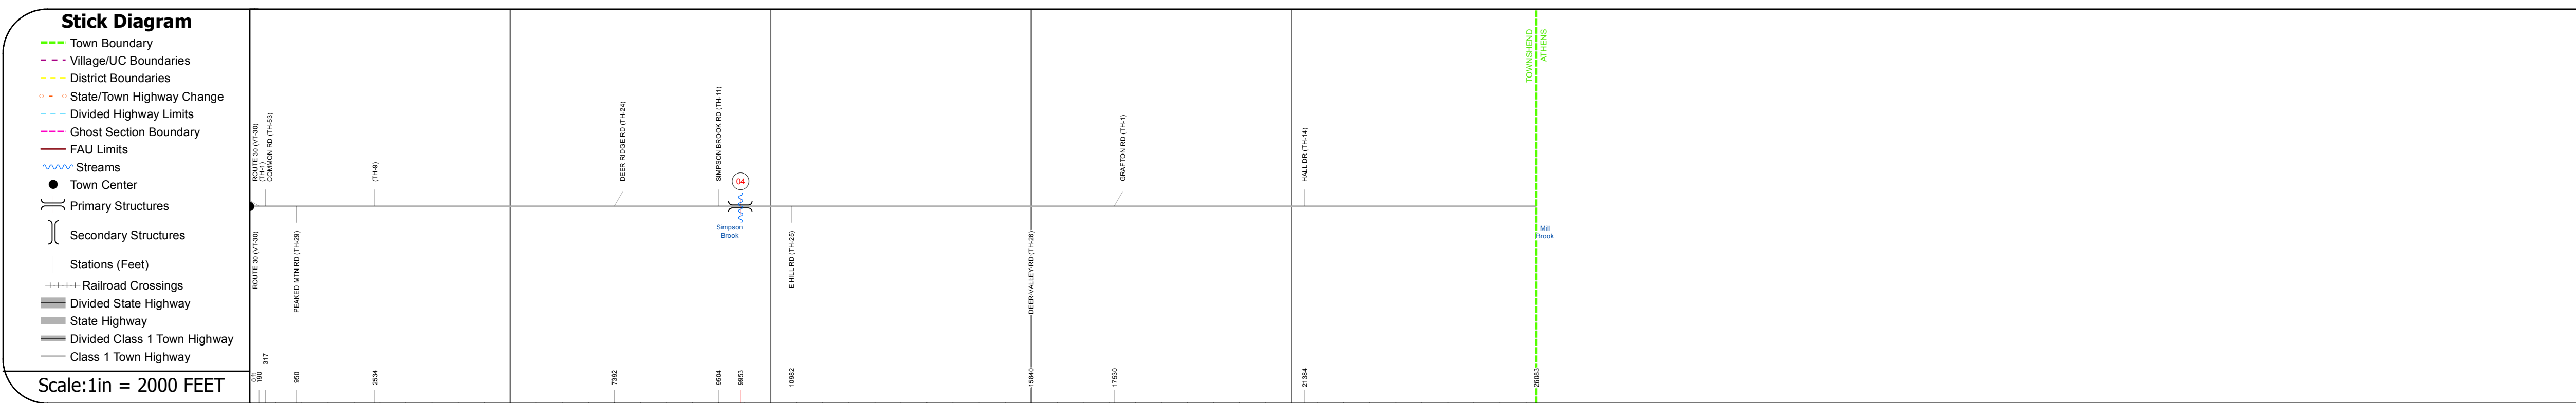 Stick Diagram
Town Boundary
Village/UC Boundaries
District Boundaries
State/Town Highway Change
Divided Highway Limits
Ghost Section Boundary
FAU Limits
Streams
Town Center
Primary Structures
Secondary Structures
Stations (Feet)
Railroad Crossings
Divided State Highway
State Highway
Divided Class 1 Town Highway
Class 1 Town Highway
Scale:1in = 2000 FEET
ROUTE 30 (VT-30)
(TH-1)
COMMON RD (TH-53)
(TH-9)
DEER RIDGE RD (TH-24)
SIMPSON BROOK RD (TH-11)
04
GRAFTON RD (TH-1)
HALL DR (TH-14)
TOWNSHEND
ATHENS
ROUTE 30 (VT-30)
PEAKED MTN RD (TH-29)
Simpson
Brook
E HILL RD (TH-25)
DEER-VALLEY-RD (TH-26)
Mill
Brook
0 ft
190
317
950
2534
7392
9504
9953
10982
15840
17530
21384
26083